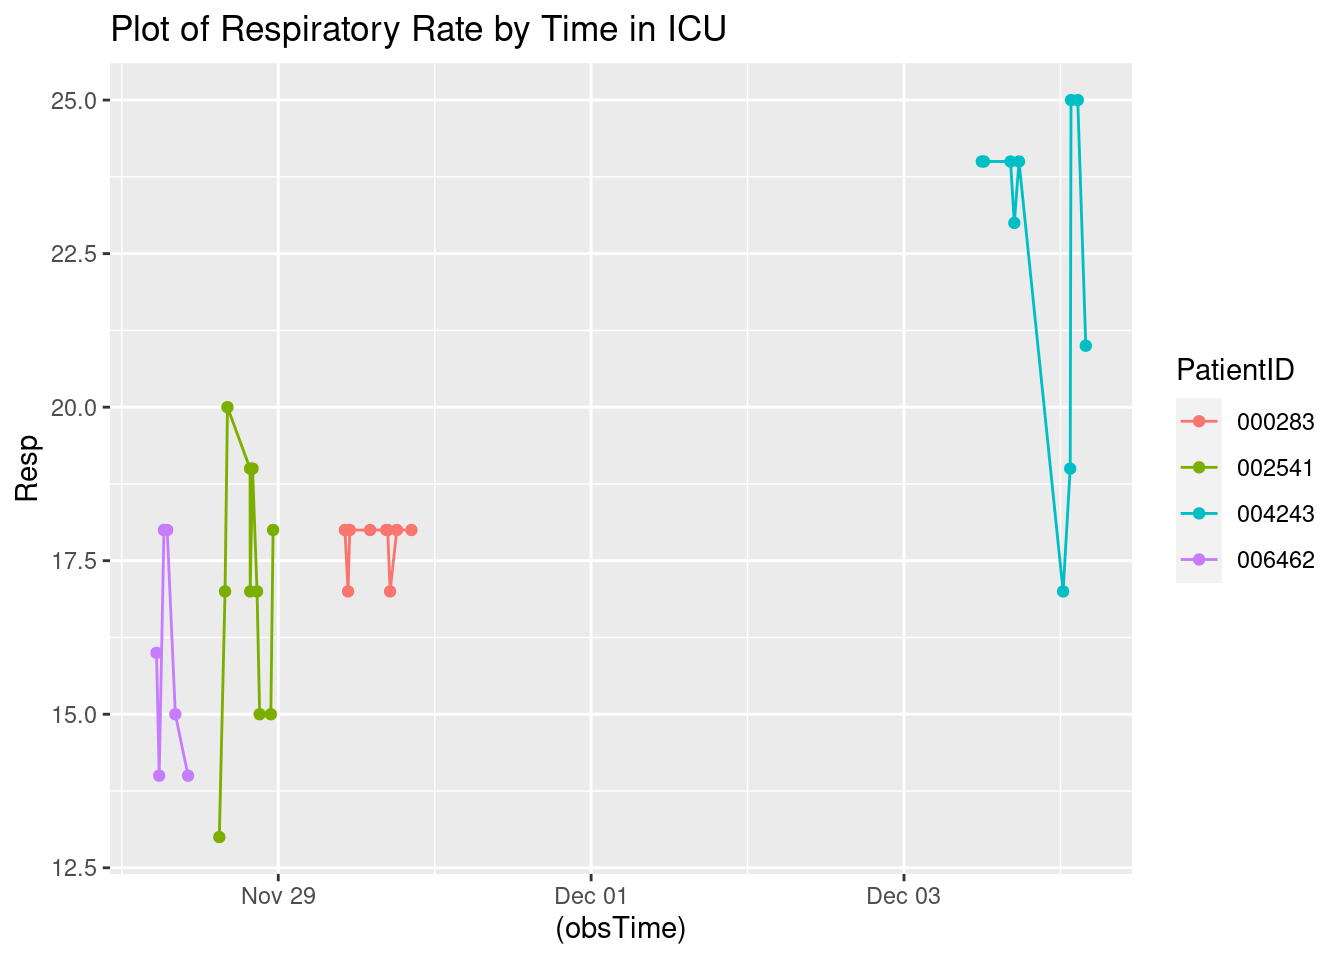 Plot of Respiratory Rate by Time in ICU
25.0
22.5
20.0
17.5
15.0
12.5
Resp
Nov 29
Dec 01
Dec 03
(obsTime)
PatientID
000283
002541
004243
006462